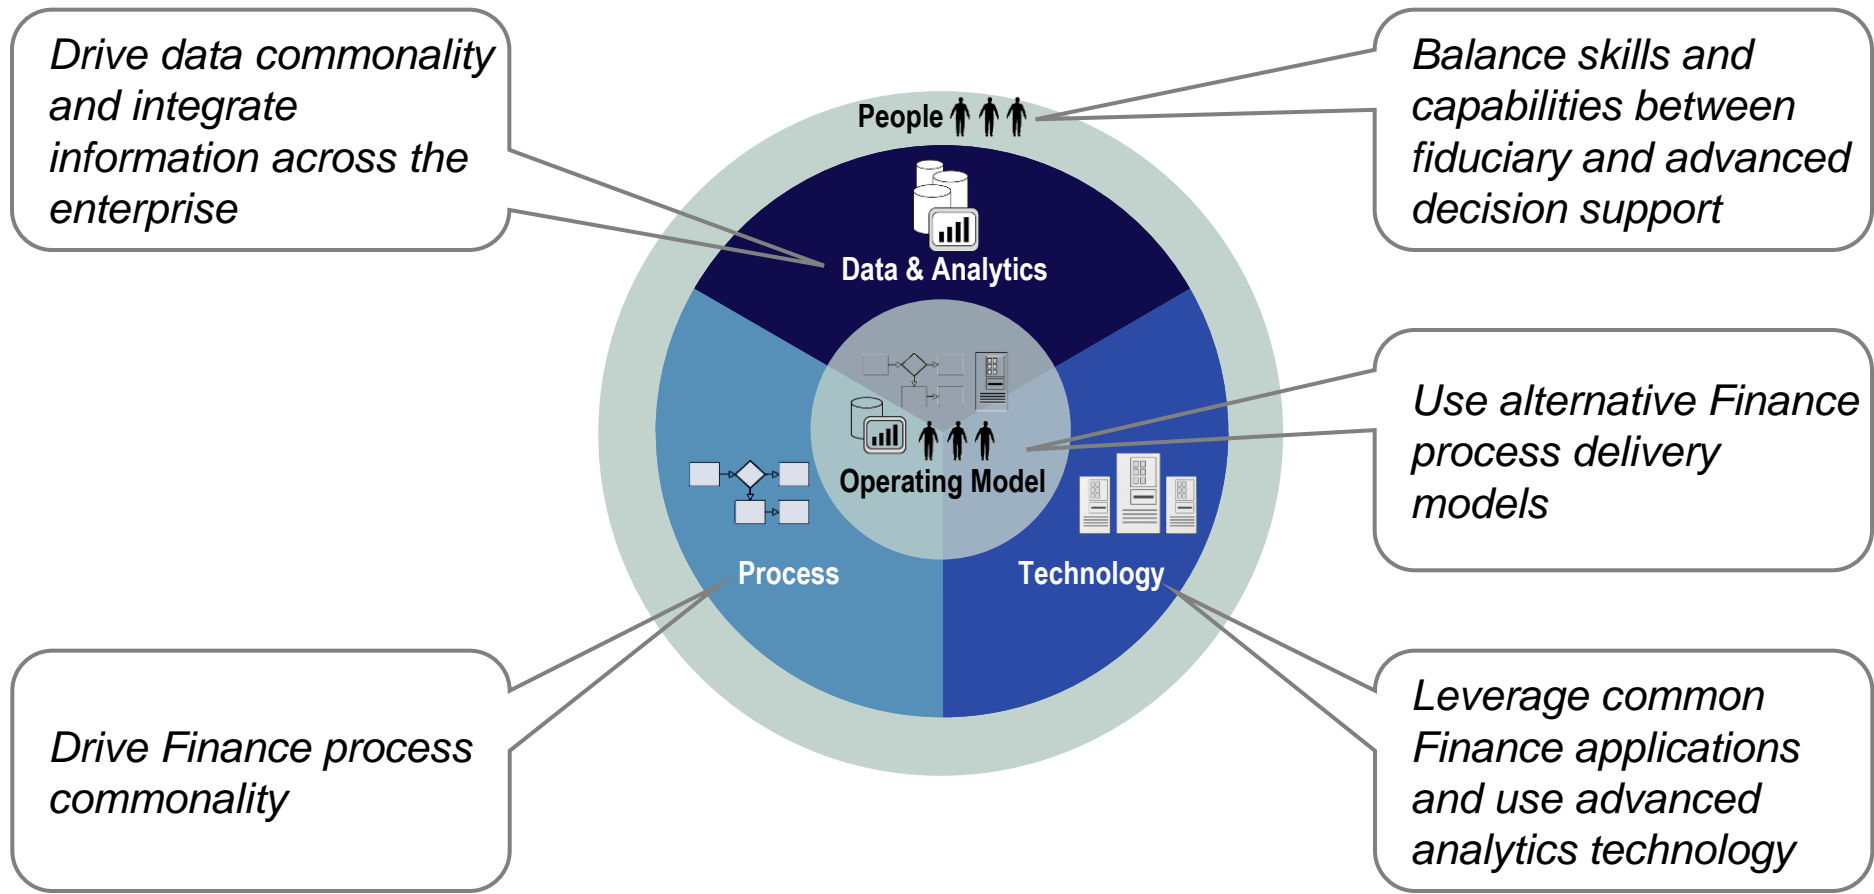 Drive data commonality
and integrate
information across the
enterprise
Balance skills and
capabilities between
fiduciary and advanced
decision support
People
Data & Analytics
Operating Model
Use alternative Finance
process delivery
models
Process
Technology
Drive Finance process
commonality
Leverage common
Finance applications
and use advanced
analytics technology